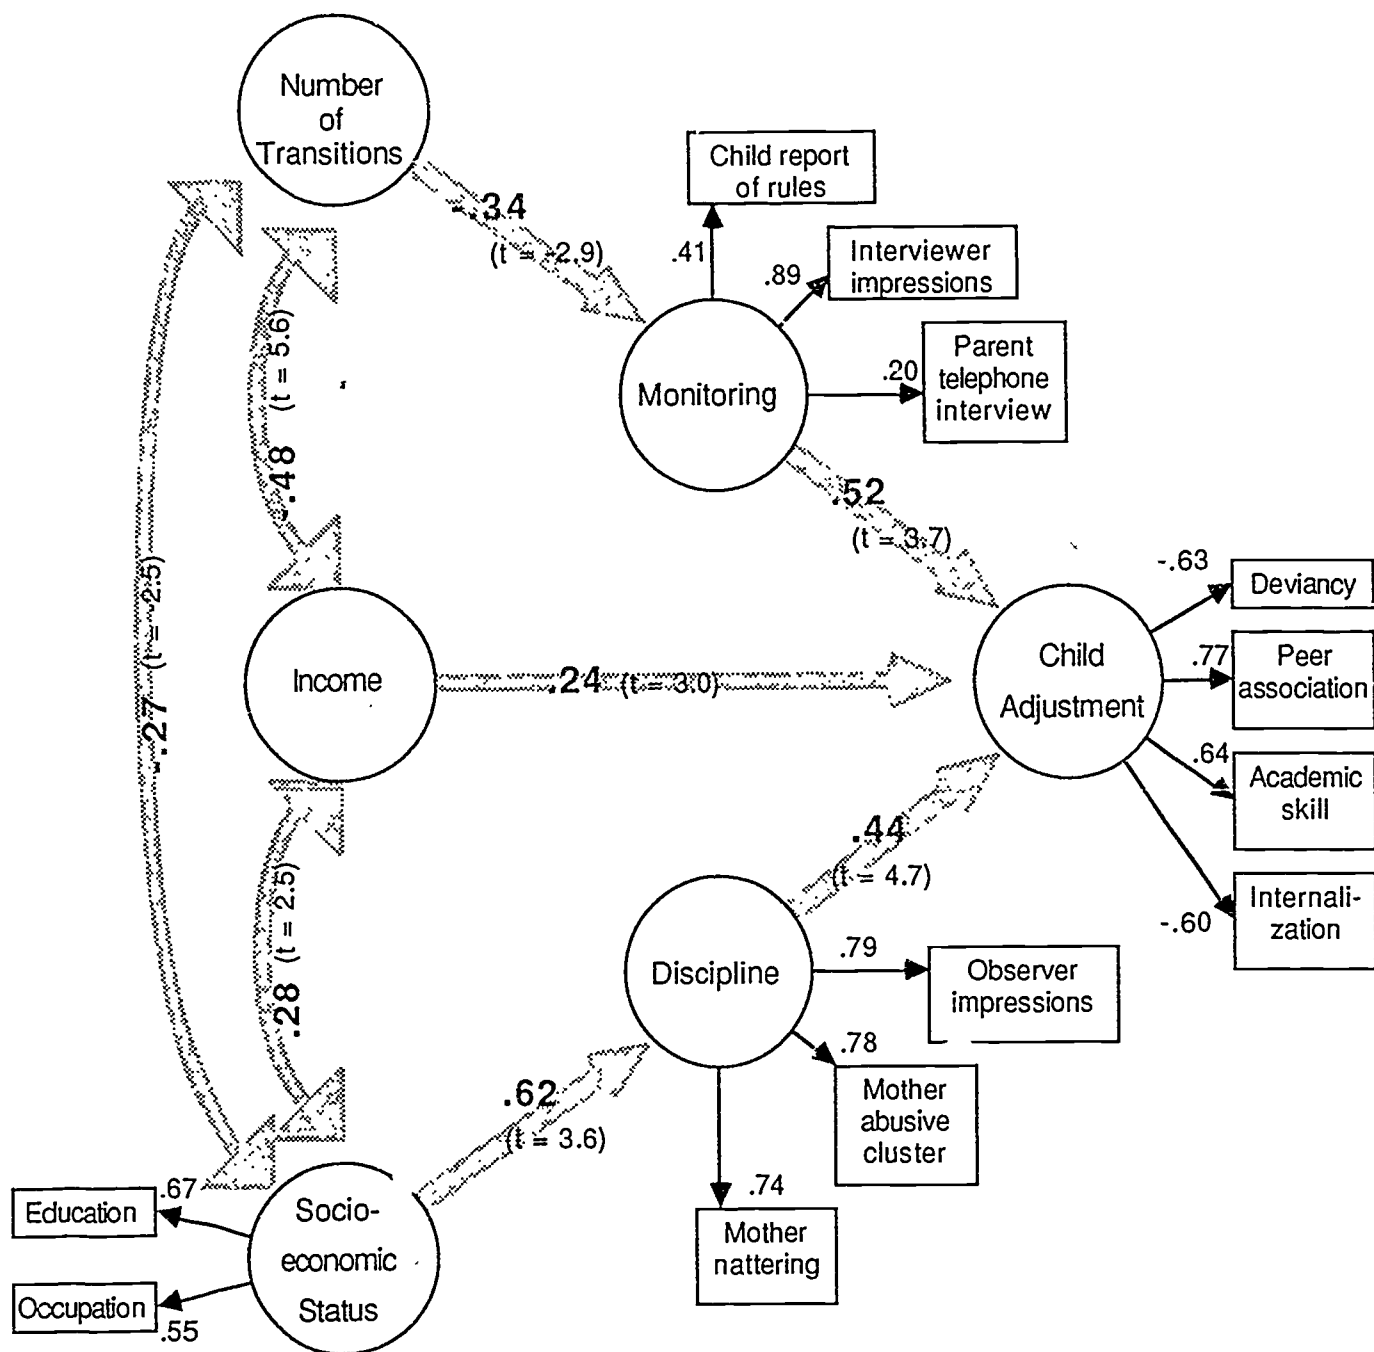 Number
of
Transitions
-.34
(t = -2.9)
Child report
of rules
.41
Interviewer
impressions
.89
Parent
telephone
interview
.20
Monitoring
-.48 (t = 5.6)
.52
(t = 3.7)
-.27 (t = -2.5)
Income
.24 (t = 3.0)
Child
Adjustment
-.63
Deviancy
.77
Peer
association
.64
Academic
skill
-.60
Internali-
zation
.28 (t = 2.5)
.44
(t = 4.7)
Discipline
.79
Observer
impressions
.78
Mother
abusive
cluster
.74
Mother
nattering
.62
(t = 3.6)
.67
Education
Occupation
.55
Socio-
economic
Status